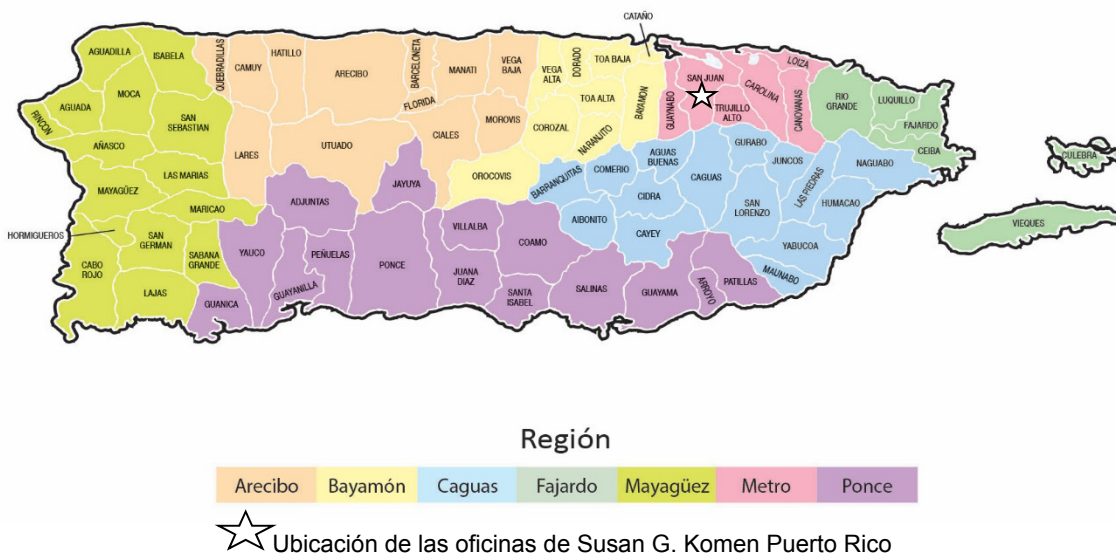 CATAÑO
AGUADILLA
ISABELA
QUEBRADILLAS
CAMUY
HATILLO
ARECIBO
BARCELONETA
MANATI
VEGA
BAJA
VEGA
ALTA
DORADO
TOA BAJA
LOIZA
MOCA
FLORIDA
TOA ALTA
BAYAMON
GUAYNABO
SAN JUAN
CAROLINA
CANOVANAS
RIO
GRANDE
LUQUILLO
AGUADA
RINCON
SAN
SEBASTIAN
CIALES
MOROVIS
COROZAL
NARANJITO
TRUJILLO
ALTO
FAJARDO
AÑASCO
LARES
UTUADO
AGUAS
BUENAS
GURABO
CEIBA
CULEBRA
LAS MARIAS
OROCOVIS
BARRANQUITAS
COMERIO
CAGUAS
JUNCOS
LAS PIEDRAS
NAGUABO
MAYAGÜEZ
JAYUYA
CIDRA
HUMACAO
MARICAO
ADJUNTAS
AIBONITO
SAN
LORENZO
HORMIGUEROS
SAN
GERMAN
SABANA
GRANDE
YAUCO
PEÑUELAS
PONCE
VILLALBA
COAMO
CAYEY
YABUCOA
VIEQUES
CABO
ROJO
LAJAS
GUANICA
GUAYANILLA
JUANA
DIAZ
SANTA
ISABEL
SALINAS
GUAYAMA
ARROYO
PATILLAS
MAUNABO
Región
Arecibo
Bayamón
Caguas
Fajardo
Mayagüez
Metro
Ponce
Ubicación de las oficinas de Susan G. Komen Puerto Rico